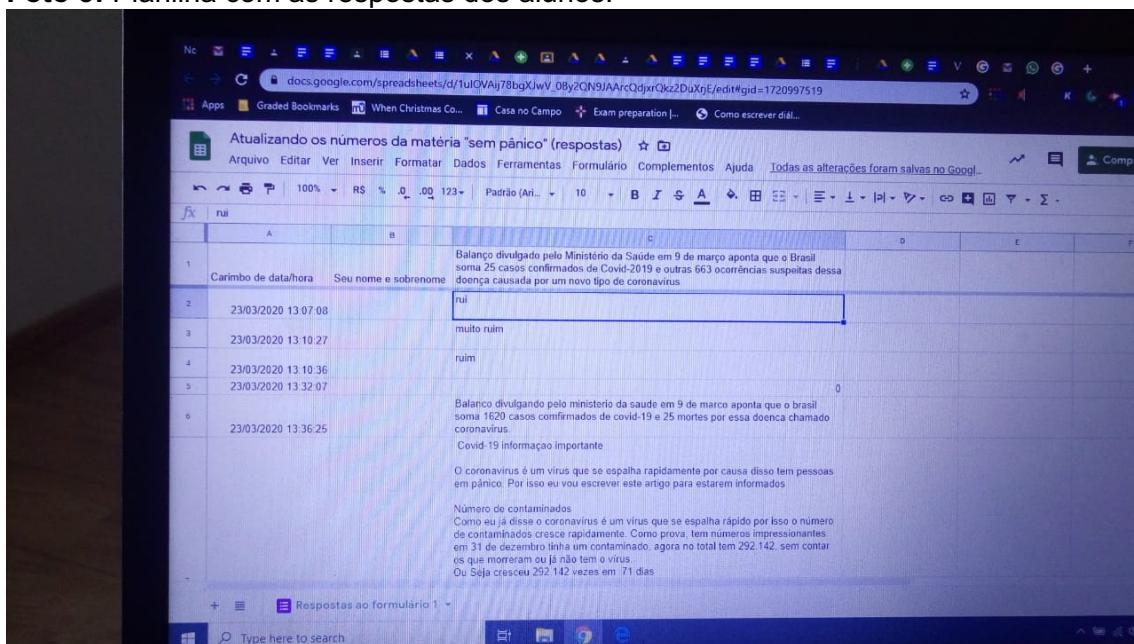 Foto 3: Planilha com as respostas dos alunos.
Nc
docs.google.com/spreadsheets/d/1ulOVAij78bgXJwV_0By2QN9JAArcQdjxrQkz2DuXnE/edit#gid=1720997519
Apps Graded Bookmarks When Christmas Co... Casa no Campo Exam preparation |... Como escrever diál...
Atualizando os números da matéria "sem pânico" (respostas)
Arquivo Editar Ver Inserir Formatar Dados Ferramentas Formulário Complementos Ajuda Todas as alterações foram salvas no Googl...
Comp
100% R$ % .0 .00 123 Padrão (Ari... 10 B I S A
fx rui
A B C D E F
1 Carimbo de data/hora Seu nome e sobrenome
Balanço divulgado pelo Ministério da Saúde em 9 de março aponta que o Brasil
soma 25 casos confirmados de Covid-2019 e outras 663 ocorrências suspeitas dessa
doença causada por um novo tipo de coronavírus
2 23/03/2020 13:07:08 rui
3 23/03/2020 13:10:27 muito ruim
4 23/03/2020 13:10:36 ruim
5 23/03/2020 13:32:07 0
6 23/03/2020 13:36:25
Balanco divulgando pelo ministerio da saude em 9 de marco aponta que o brasil
soma 1620 casos comfirmados de covid-19 e 25 mortes por essa doenca chamado
coronavirus.
Covid-19 informaçao importante
O coronavirus é um virus que se espalha rapidamente por causa disso tem pessoas
em pânico. Por isso eu vou escrever este artigo para estarem informados
Número de contaminados
Como eu já disse o coronavirus é um virus que se espalha rápido por isso o número
de contaminados cresce rapidamente. Como prova, tem números impressionantes
em 31 de dezembro tinha um contaminado, agora no total tem 292.142, sem contar
os que morreram ou já não tem o virus.
Ou Seja cresceu 292.142 vezes em 71 dias
Respostas ao formulário 1
Type here to search